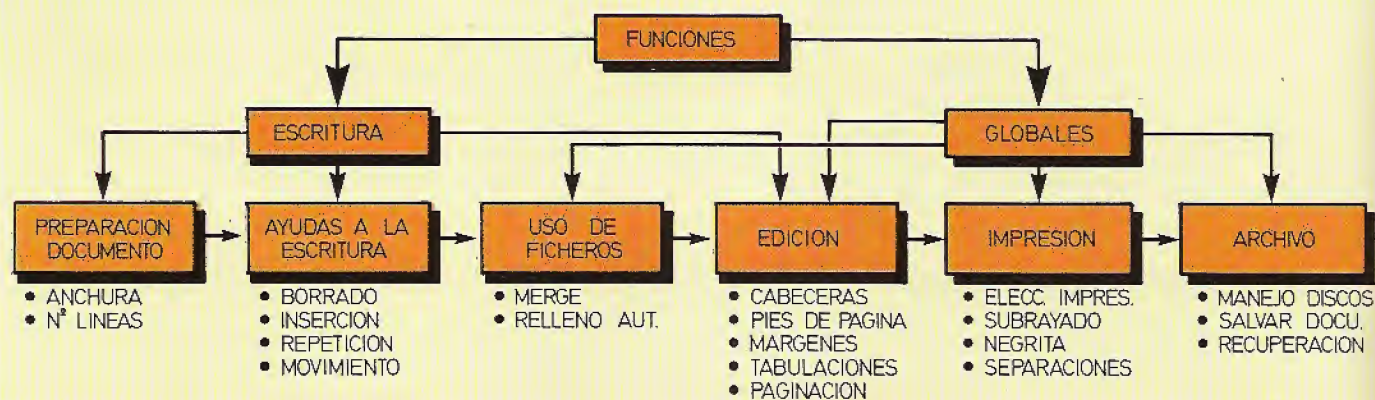 FUNCIONES
ESCRITURA
GLOBALES
PREPARACION
DOCUMENTO
• ANCHURA
• Nº LINEAS
AYUDAS A LA
ESCRITURA
• BORRADO
• INSERCION
• REPETICION
• MOVIMIENTO
USO DE
FICHEROS
• MERGE
• RELLENO AUT.
EDICION
• CABECERAS
• PIES DE PAGINA
• MARGENES
• TABULACIONES
• PAGINACION
IMPRESION
• ELECC. IMPRES.
• SUBRAYADO
• NEGRITA
• SEPARACIONES
ARCHIVO
• MANEJO DISCOS
• SALVAR DOCU.
• RECUPERACION